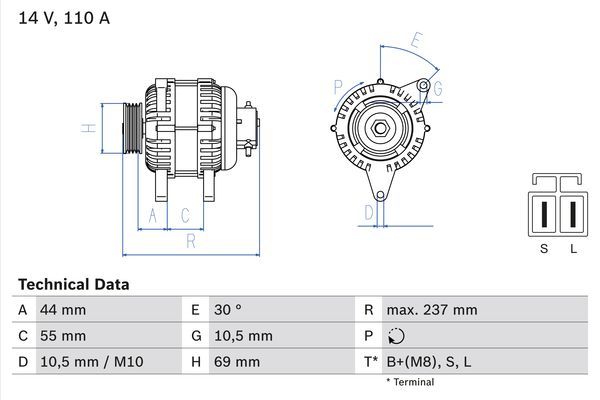 14 V, 110 A
E
P
G
H
A C D
R
S L
Technical Data
A 44 mm E 30 ° R max. 237 mm
C 55 mm G 10,5 mm P
D 10,5 mm / M10 H 69 mm T* B+(M8), S, L
* Terminal